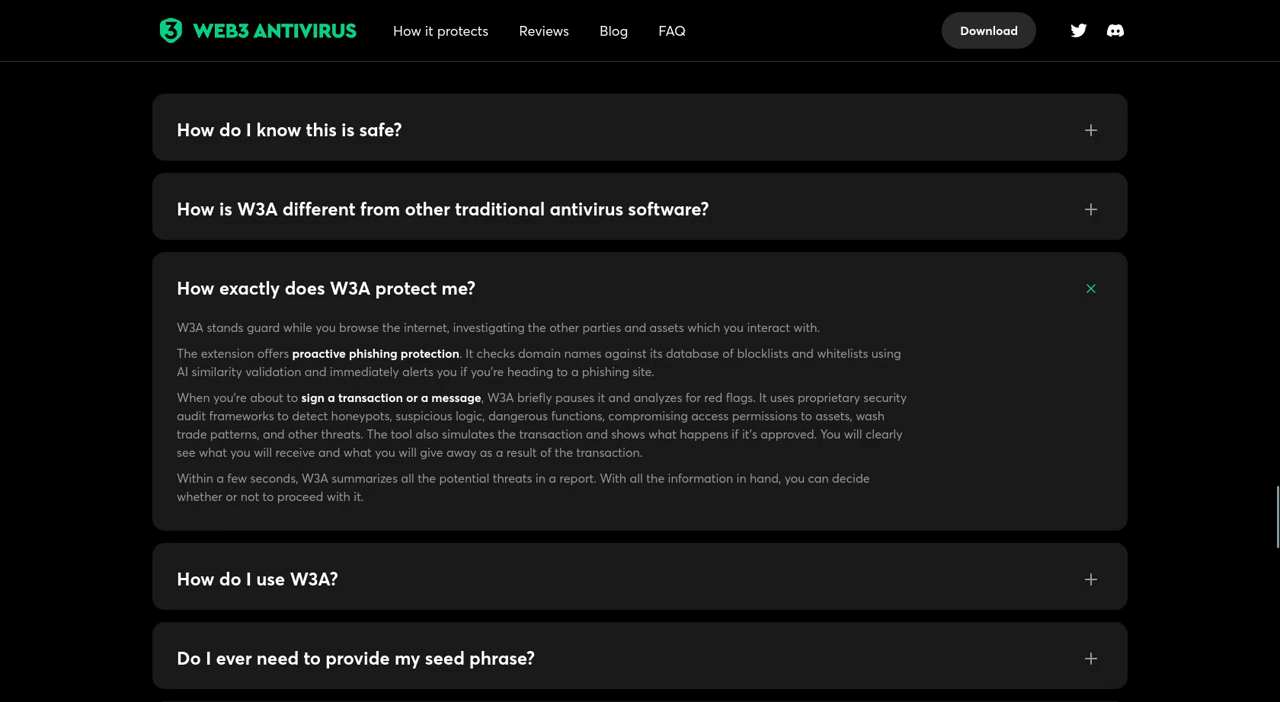 WEB3 ANTIVIRUS
How it protects
Reviews
Blog
FAQ
Download
How do I know this is safe?
How is W3A different from other traditional antivirus software?
How exactly does W3A protect me?
W3A stands guard while you browse the internet, investigating the other parties and assets which you interact with.
The extension offers proactive phishing protection. It checks domain names against its database of blocklists and whitelists using
AI similarity validation and immediately alerts you if you’re heading to a phishing site.
When you’re about to sign a transaction or a message, W3A briefly pauses it and analyzes for red flags. It uses proprietary security
audit frameworks to detect honeypots, suspicious logic, dangerous functions, compromising access permissions to assets, wash
trade patterns, and other threats. The tool also simulates the transaction and shows what happens if it’s approved. You will clearly
see what you will receive and what you will give away as a result of the transaction.
Within a few seconds, W3A summarizes all the potential threats in a report. With all the information in hand, you can decide
whether or not to proceed with it.
How do I use W3A?
Do I ever need to provide my seed phrase?